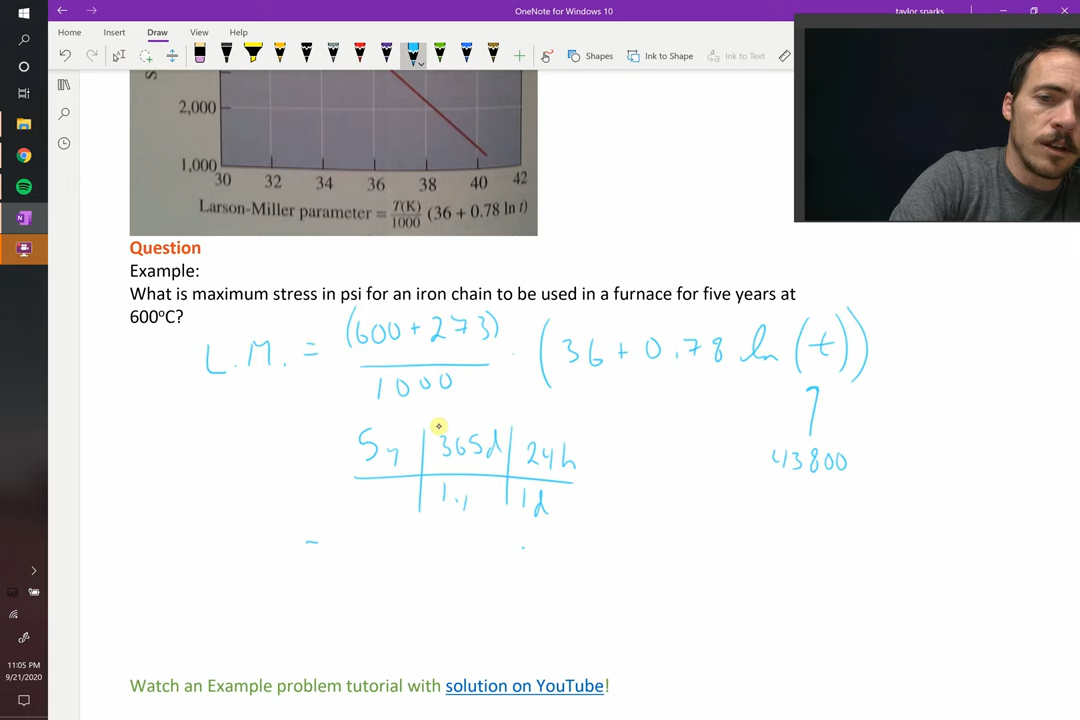 OneNote for Windows 10
taylor sparks
Home Insert Draw View Help
Shapes
Ink to Shape
Ink to Text
S
2,000
1,000
30 32 34 36 38 40 42
Larson-Miller parameter = T(K)/1000 (36 + 0.78 ln t)
Question
Example:
What is maximum stress in psi for an iron chain to be used in a furnace for five years at
600°C?
L.M. = (600 + 273)/1000 · (36 + 0.78 ln (t))
5y | 365d | 24h
1y | 1d
43800
=
Watch an Example problem tutorial with solution on YouTube!
11:05 PM
9/21/2020